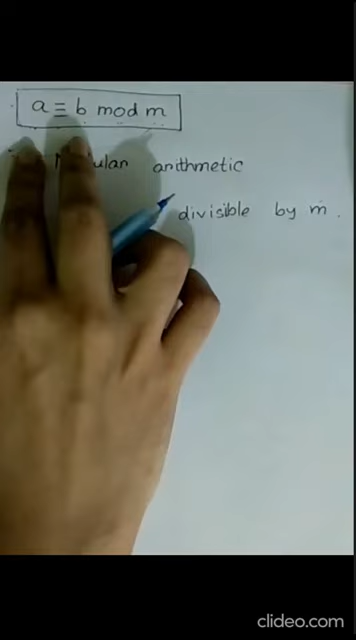 a ≡ b mod m
arithmetic
divisible by m.
clideo.com